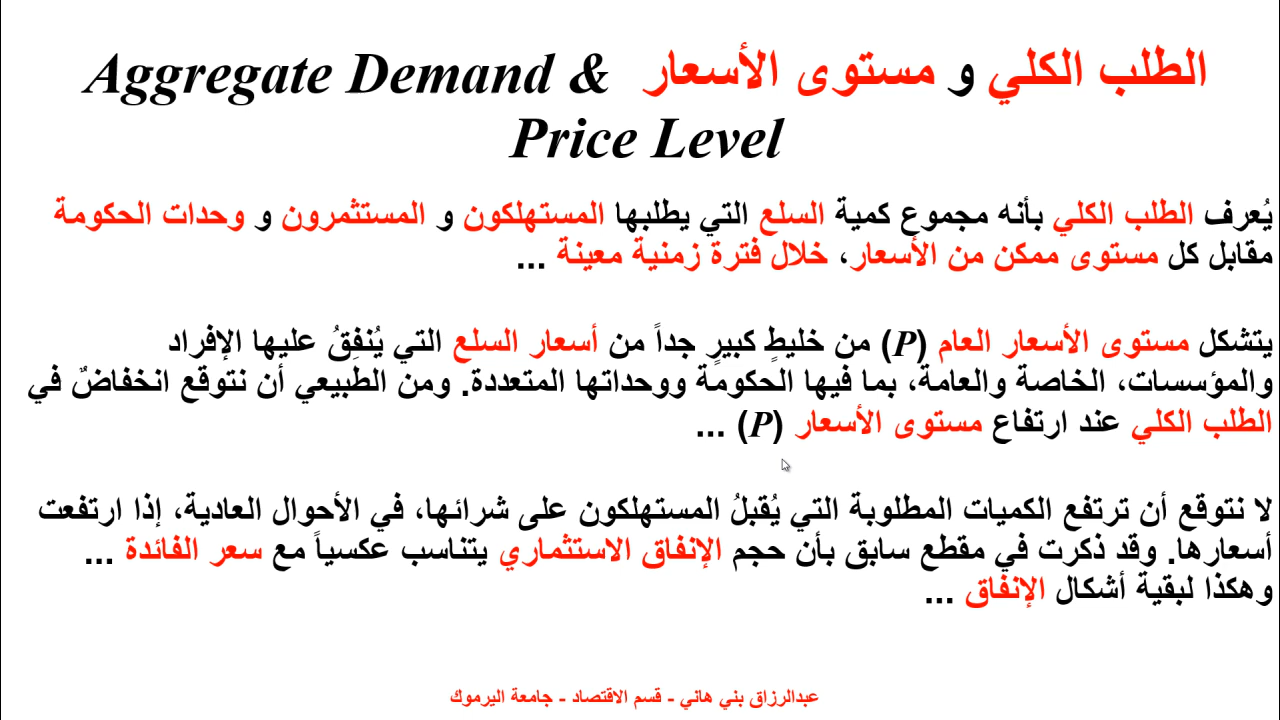 الطلب الكلي و مستوى الأسعار Aggregate Demand &
Price Level
يُعرف الطلب الكلي بأنه مجموع كمية السلع التي يطلبها المستهلكون و المستثمرون و وحدات الحكومة
مقابل كل مستوى ممكن من الأسعار، خلال فترة زمنية معينة ...
يتشكل مستوى الأسعار العام (P) من خليطٍ كبيرٍ جداً من أسعار السلع التي يُنفِقُ عليها الإفراد
والمؤسسات، الخاصة والعامة، بما فيها الحكومة ووحداتها المتعددة. ومن الطبيعي أن نتوقع انخفاضٌ في
الطلب الكلي عند ارتفاع مستوى الأسعار (P) ...
لا نتوقع أن ترتفع الكميات المطلوبة التي يُقبلُ المستهلكون على شرائها، في الأحوال العادية، إذا ارتفعت
أسعارها. وقد ذكرت في مقطع سابق بأن حجم الإنفاق الاستثماري يتناسب عكسياً مع سعر الفائدة ...
وهكذا لبقية أشكال الإنفاق ...
عبدالرزاق بني هاني - قسم الاقتصاد - جامعة اليرموك